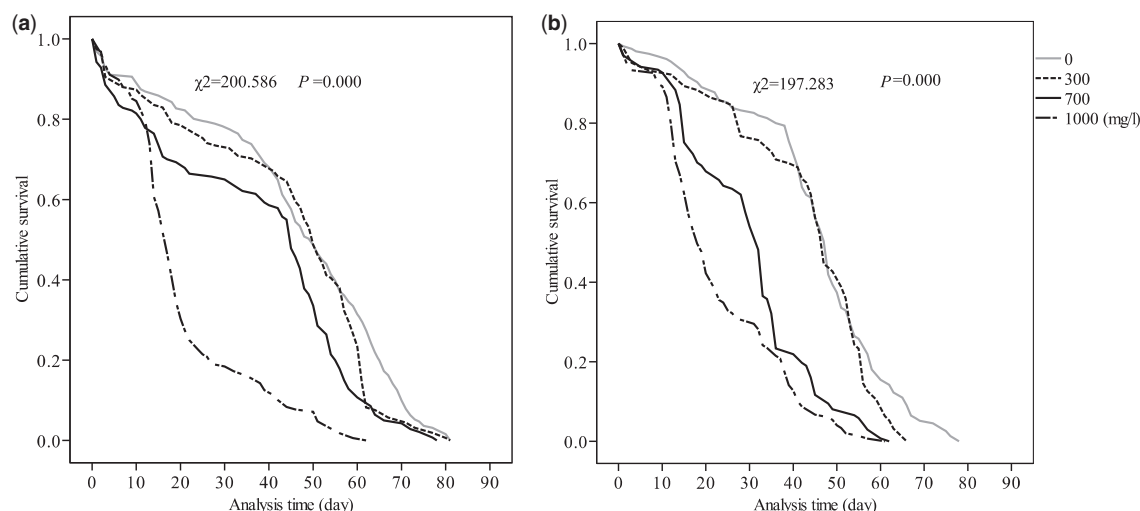 (a)
1.0
0.8
0.6
0.4
0.2
0.0
Cumulative survival
χ2=200.586 P =0.000
0 10 20 30 40 50 60 70 80 90
Analysis time (day)
(b)
1.0
0.8
0.6
0.4
0.2
0.0
Cumulative survival
χ2=197.283 P=0.000
0 10 20 30 40 50 60 70 80 90
Analysis time (day)
0
300
700
1000 (mg/l)